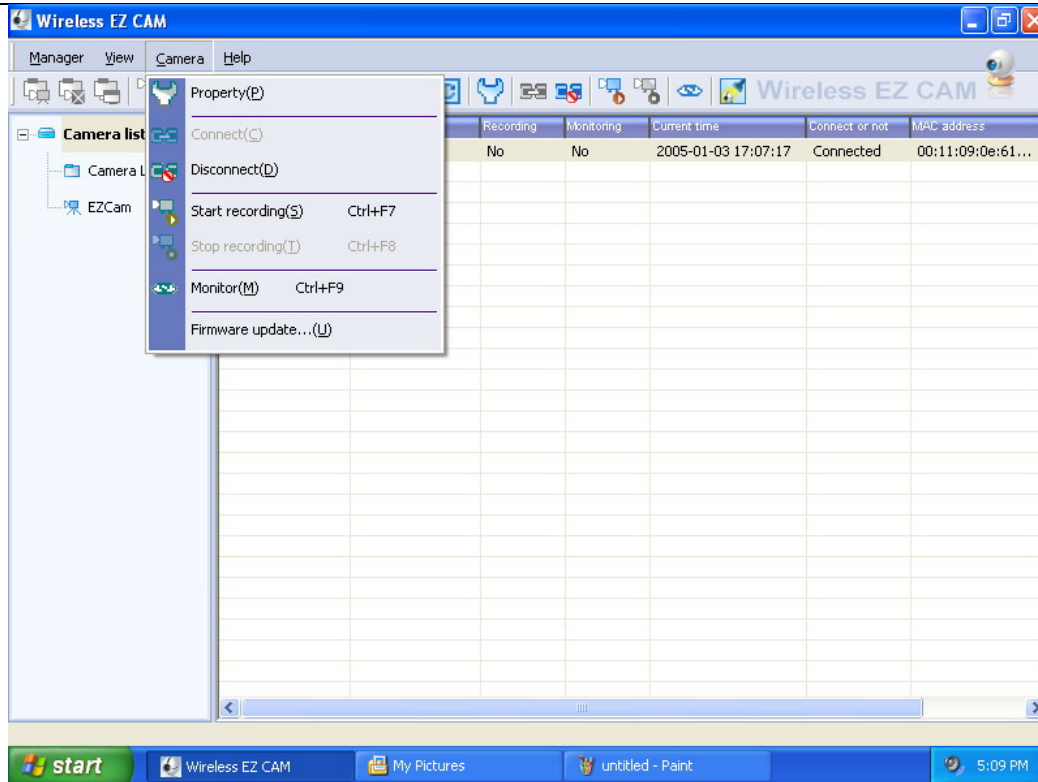 Wireless EZ CAM
Manager View Camera Help
Wireless EZ CAM
Property(P)
Connect(C)
Disconnect(D)
Start recording(S) Ctrl+F7
Stop recording(T) Ctrl+F8
Monitor(M) Ctrl+F9
Firmware update...(U)
Camera list
Camera L
EZCam
Recording Monitoring Current time Connect or not MAC address
No No 2005-01-03 17:07:17 Connected 00:11:09:0e:61...
start Wireless EZ CAM My Pictures untitled - Paint 5:09 PM